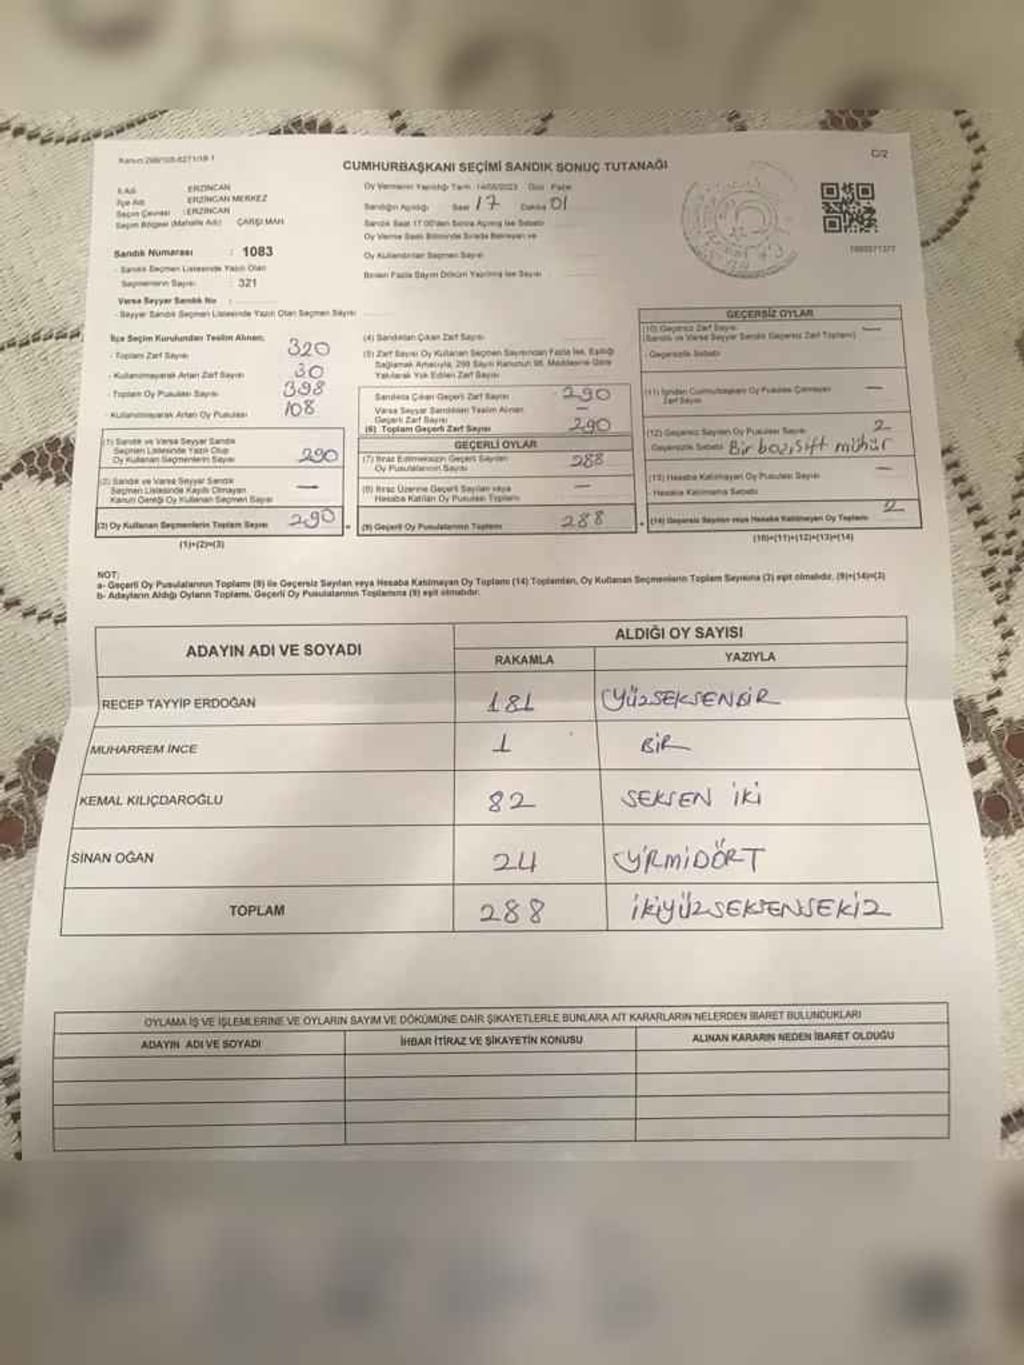 Kanun:298/108-6271/18-1
C/2
CUMHURBAŞKANI SEÇİMİ SANDIK SONUÇ TUTANAĞI
İl Adı ERZİNCAN
İlçe Adı ERZİNCAN MERKEZ
Seçim Çevresi :ERZİNCAN
Seçim Bölgesi (Mahalle Adı) ÇARŞI MAH
Sandık Numarası : 1083
- Sandık Seçmen Listesinde Yazılı Olan
Seçmenlerin Sayısı : 321
Varsa Seyyar Sandık No :
- Seyyar Sandık Seçmen Listesinde Yazılı Olan Seçmen Sayısı
Oy Vermenin Yapıldığı Tarih :14/05/2023 Gün :Pazar
Sandığın Açıldığı Saat 17 Dakika 01
Sandık Saat 17.00'den Sonra Açılmış İse Sebebi
Oy Verme Saati Bitiminde Sırada Bekleyen ve
Oy Kullandırılan Seçmen Sayısı
Birden Fazla Sayım Döküm Yapılmış İse Sayısı
İlçe Seçim Kurulundan Teslim Alınan;
- Toplam Zarf Sayısı 320
- Kullanılmayarak Artan Zarf Sayısı 30
- Toplam Oy Pusulası Sayısı 398
- Kullanılmayarak Artan Oy Pusulası 108
(1) Sandık ve Varsa Seyyar Sandık
Seçmen Listesinde Yazılı Olup
Oy Kullanan Seçmenlerin Sayısı 290
(2) Sandık ve Varsa Seyyar Sandık
Seçmen Listesinde Kayıtlı Olmayan
Kanun Gereği Oy Kullanan Seçmen Sayısı —
(3) Oy Kullanan Seçmenlerin Toplam Sayısı 290
(1)+(2)=(3)
(4) Sandıktan Çıkan Zarf Sayısı
(5) Zarf Sayısı Oy Kullanan Seçmen Sayısından Fazla İse, Eşitliği
Sağlamak Amacıyla, 298 Sayılı Kanunun 98. Maddesine Göre
Yakılarak Yok Edilen Zarf Sayısı
Sandıkta Çıkan Geçerli Zarf Sayısı 290
Varsa Seyyar Sandıktan Teslim Alınan
Geçerli Zarf Sayısı —
(6) Toplam Geçerli Zarf Sayısı 290
GEÇERLİ OYLAR
(7) İtiraz Edilmeksizin Geçerli Sayılan
Oy Pusulalarının Sayısı 288
(8) İtiraz Üzerine Geçerli Sayılan veya
Hesaba Katılan Oy Pusulası Toplamı —
(9) Geçerli Oy Pusulalarının Toplamı 288
GEÇERSİZ OYLAR
(10) Geçersiz Zarf Sayısı —
(Sandık ve Varsa Seyyar Sandık Geçersiz Zarf Toplamı)
- Geçersizlik Sebebi
(11) İçinden Cumhurbaşkanı Oy Pusulası Çıkmayan
Zarf Sayısı —
(12) Geçersiz Sayılan Oy Pusulası Sayısı 2
Geçersizlik Sebebi Bir boş, çift mühür
(13) Hesaba Katılmayan Oy Pusulası Sayısı —
Hesaba Katılmama Sebebi
(14) Geçersiz Sayılan veya Hesaba Katılmayan Oy Toplamı 2
(10)+(11)+(12)+(13)=(14)
NOT:
a- Geçerli Oy Pusulalarının Toplamı (9) ile Geçersiz Sayılan veya Hesaba Katılmayan Oy Toplamı (14) Toplamları, Oy Kullanan Seçmenlerin Toplam Sayısına (3) eşit olmalıdır. (9)+(14)=(3)
b- Adayların Aldığı Oyların Toplamı, Geçerli Oy Pusulalarının Toplamına (9) eşit olmalıdır.
ADAYIN ADI VE SOYADI
ALDIĞI OY SAYISI
RAKAMLA YAZIYLA
RECEP TAYYİP ERDOĞAN 181 YÜZSEKSENBİR
MUHARREM İNCE 1 BİR
KEMAL KILIÇDAROĞLU 82 SEKSEN İKİ
SİNAN OĞAN 24 YİRMİDÖRT
TOPLAM 288 İKİYÜZSEKSENSEKİZ
OYLAMA İŞ VE İŞLEMLERİNE VE OYLARIN SAYIM VE DÖKÜMÜNE DAİR ŞİKAYETLERLE BUNLARA AİT KARARLARIN NELERDEN İBARET BULUNDUKLARI
ADAYIN ADI VE SOYADI İHBAR İTİRAZ VE ŞİKAYETİN KONUSU ALINAN KARARIN NEDEN İBARET OLDUĞU